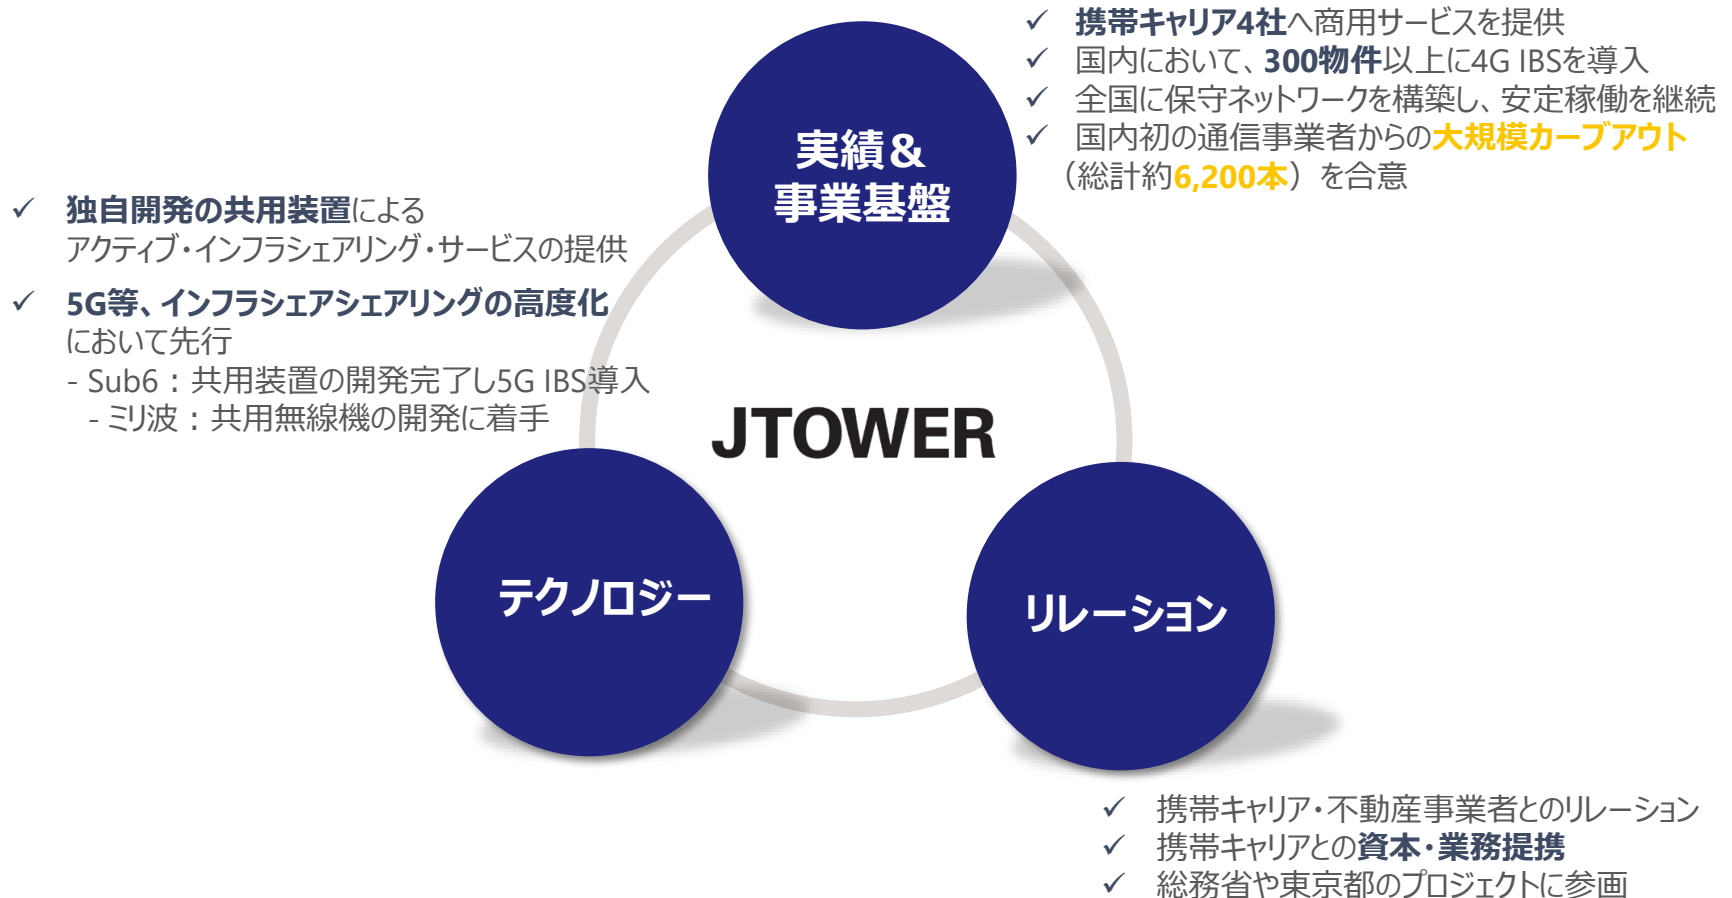 ✓ 携帯キャリア4社へ商用サービスを提供
✓ 国内において、300物件以上に4G IBSを導入
✓ 全国に保守ネットワークを構築し、安定稼働を継続
✓ 国内初の通信事業者からの大規模カーブアウト
（総計約6,200本）を合意
実績＆
事業基盤
✓ 独自開発の共用装置による
アクティブ・インフラシェアリング・サービスの提供
✓ 5G等、インフラシェアシェアリングの高度化
において先行
- Sub6：共用装置の開発完了し5G IBS導入
- ミリ波：共用無線機の開発に着手
JTOWER
テクノロジー
リレーション
✓ 携帯キャリア・不動産事業者とのリレーション
✓ 携帯キャリアとの資本・業務提携
✓ 総務省や東京都のプロジェクトに参画